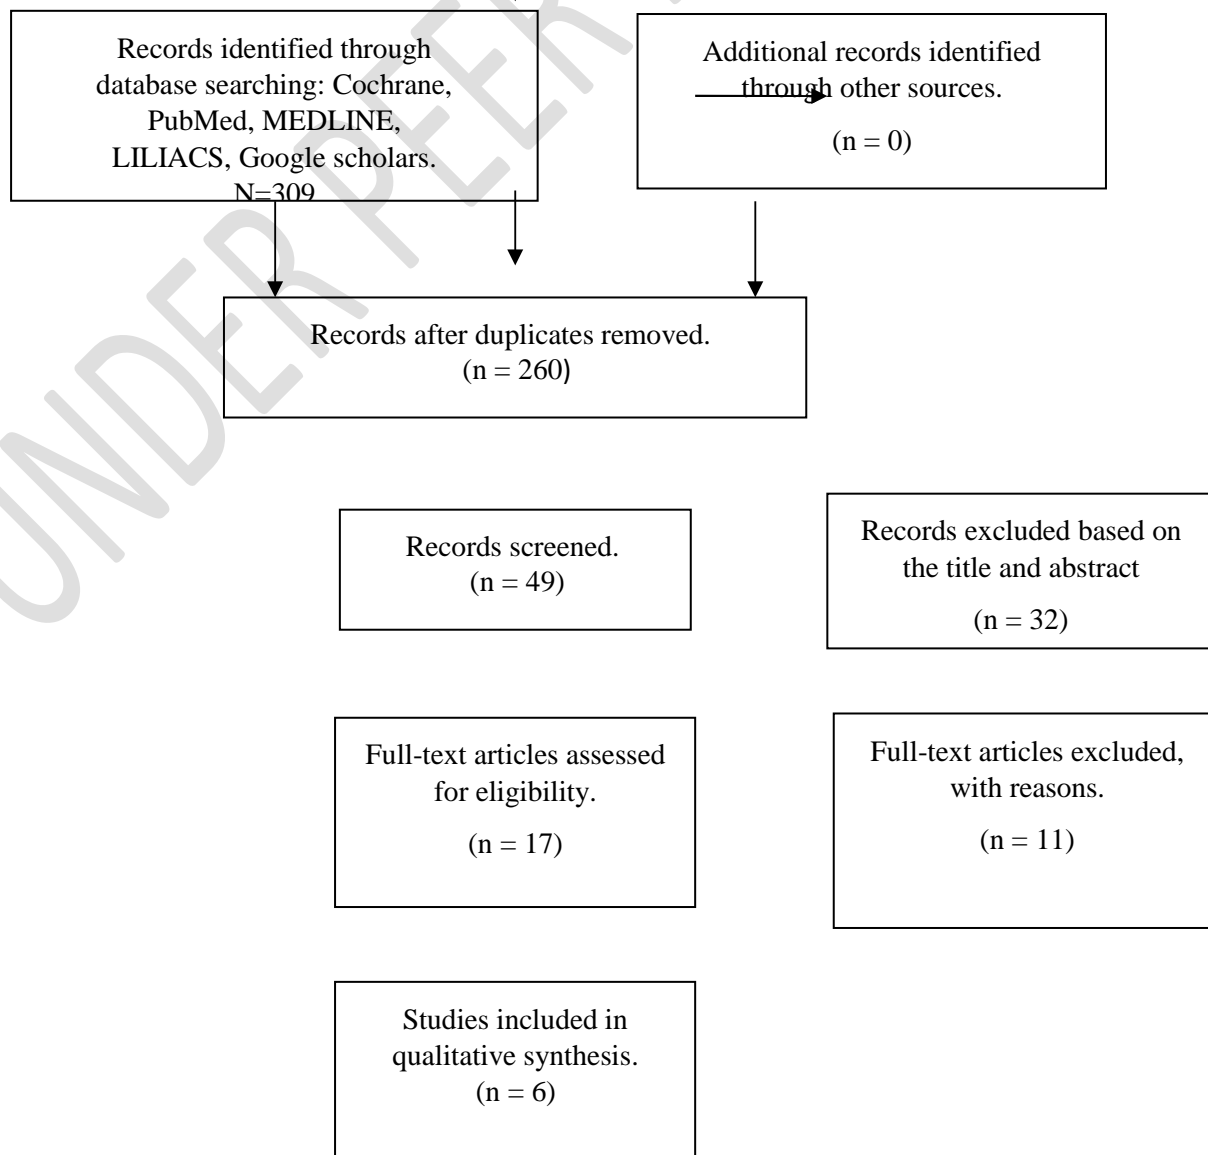 Records identified through
database searching: Cochrane,
PubMed, MEDLINE,
LILIACS, Google scholars.
N=309
Additional records identified
through other sources.
(n = 0)
Records after duplicates removed.
(n = 260)
Records screened.
(n = 49)
Records excluded based on
the title and abstract
(n = 32)
Full-text articles assessed
for eligibility.
(n = 17)
Full-text articles excluded,
with reasons.
(n = 11)
Studies included in
qualitative synthesis.
(n = 6)
UNDER PEER